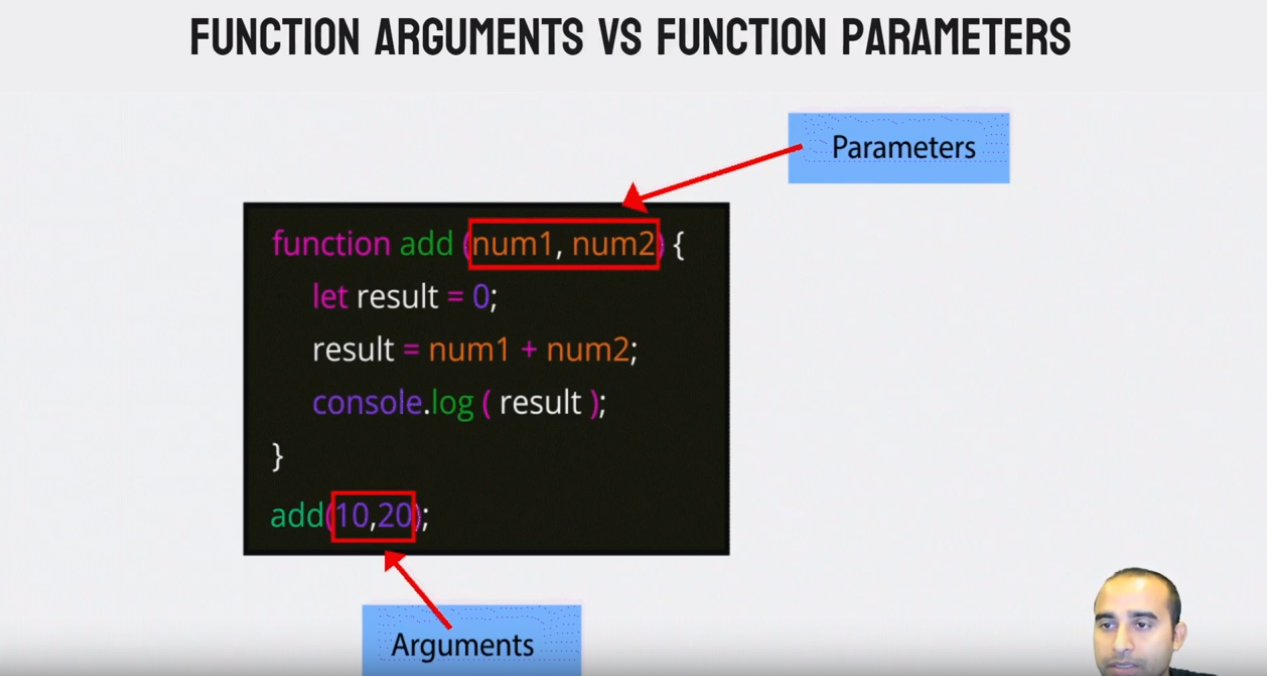 FUNCTION ARGUMENTS VS FUNCTION PARAMETERS
Parameters
function add (num1, num2) {
let result = 0;
result = num1 + num2;
console.log ( result );
}
add(10,20);
Arguments